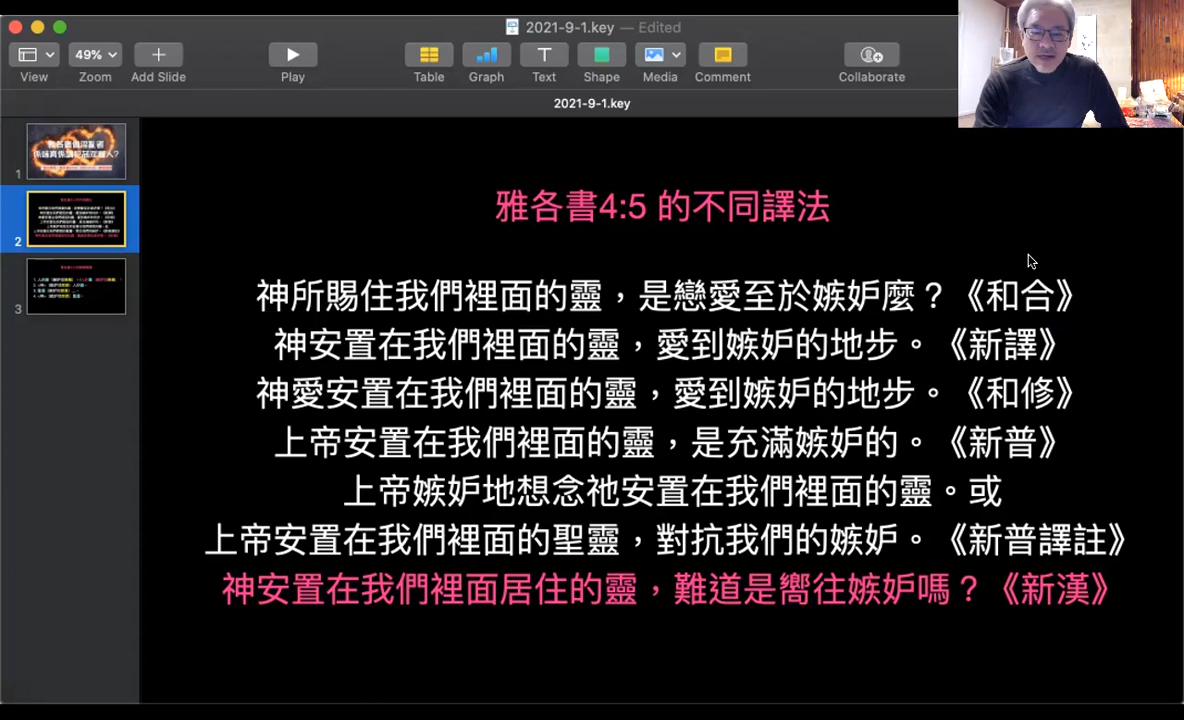 2021-9-1.key — Edited
View
49%
Zoom
Add Slide
Play
Table
Graph
Text
Shape
Media
Comment
Collaborate
2021-9-1.key
1
2
3
雅各書4:5 的不同譯法
神所賜住我們裡面的靈，是戀愛至於嫉妒麼？《和合》
神安置在我們裡面的靈，愛到嫉妒的地步。《新譯》
神愛安置在我們裡面的靈，愛到嫉妒的地步。《和修》
上帝安置在我們裡面的靈，是充滿嫉妒的。《新普》
上帝嫉妒地想念祂安置在我們裡面的靈。或
上帝安置在我們裡面的聖靈，對抗我們的嫉妒。《新普譯註》
神安置在我們裡面居住的靈，難道是嚮往嫉妒嗎？《新漢》